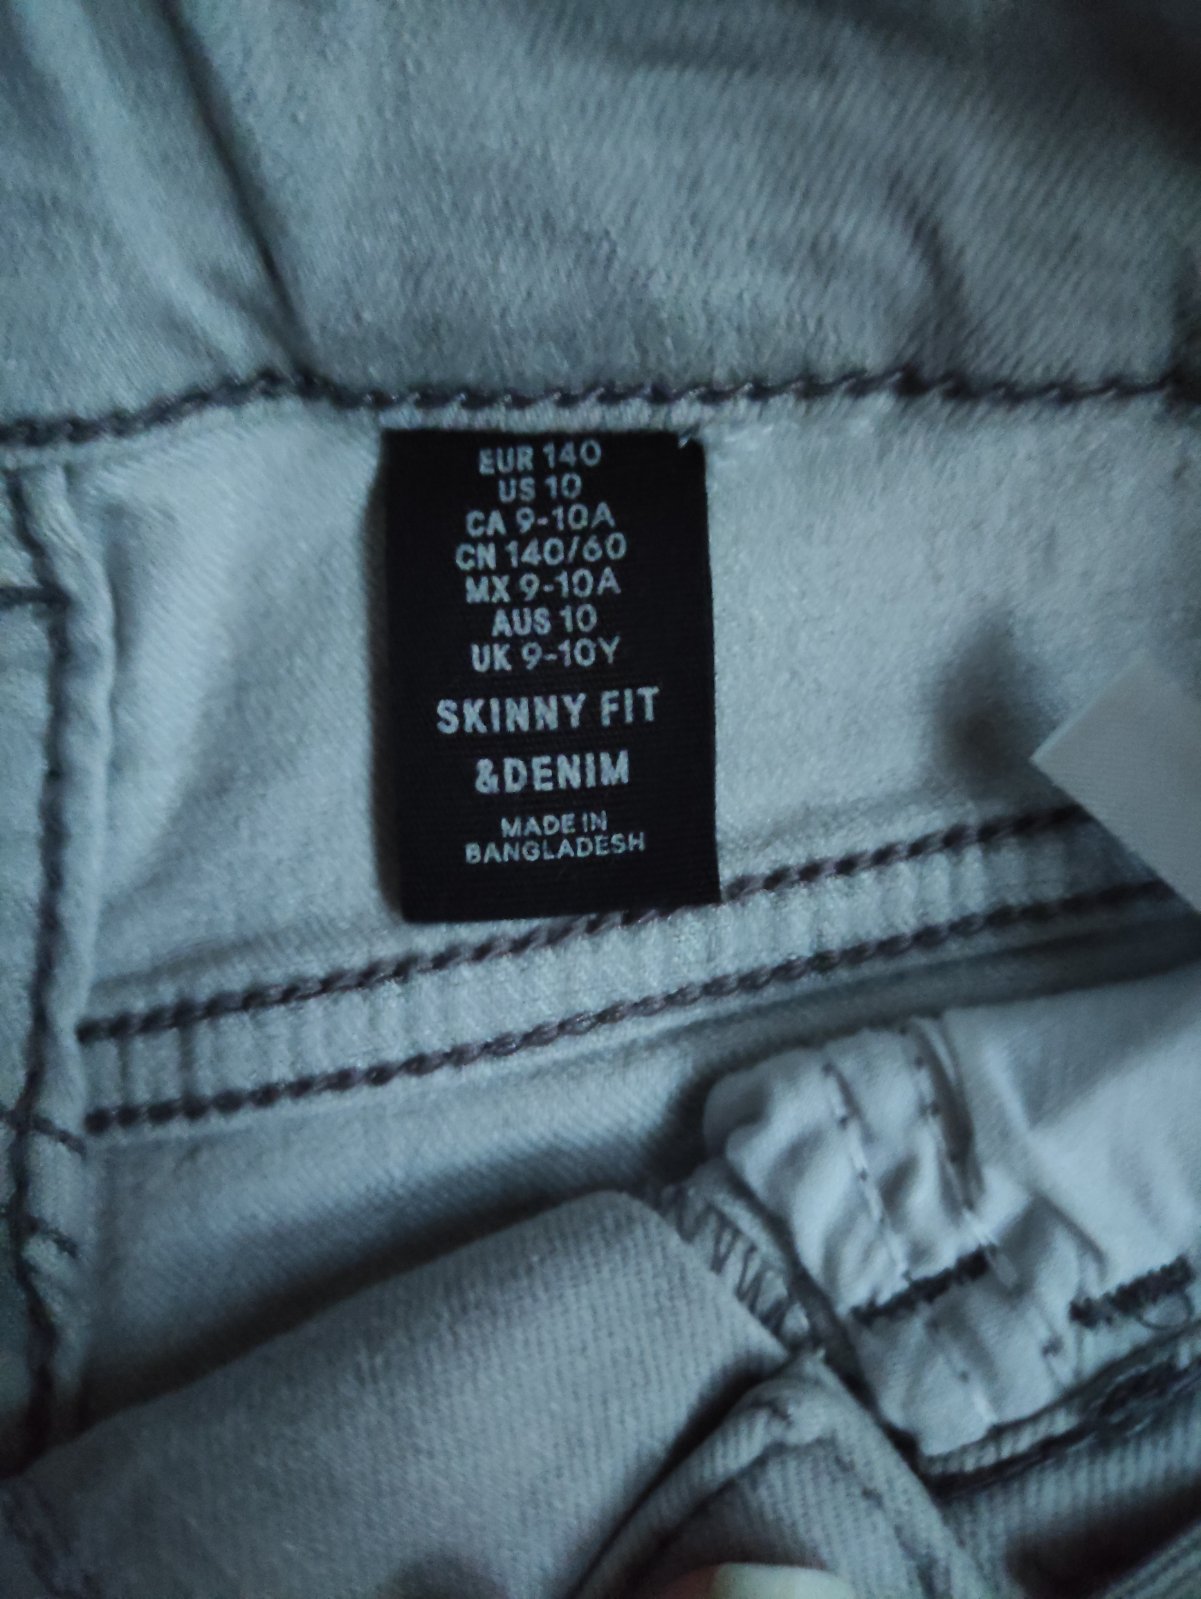 EUR 140
US 10
CA 9-10A
CN 140/60
MX 9-10A
AUS 10
UK 9-10Y
SKINNY FIT
&DENIM
MADE IN
BANGLADESH